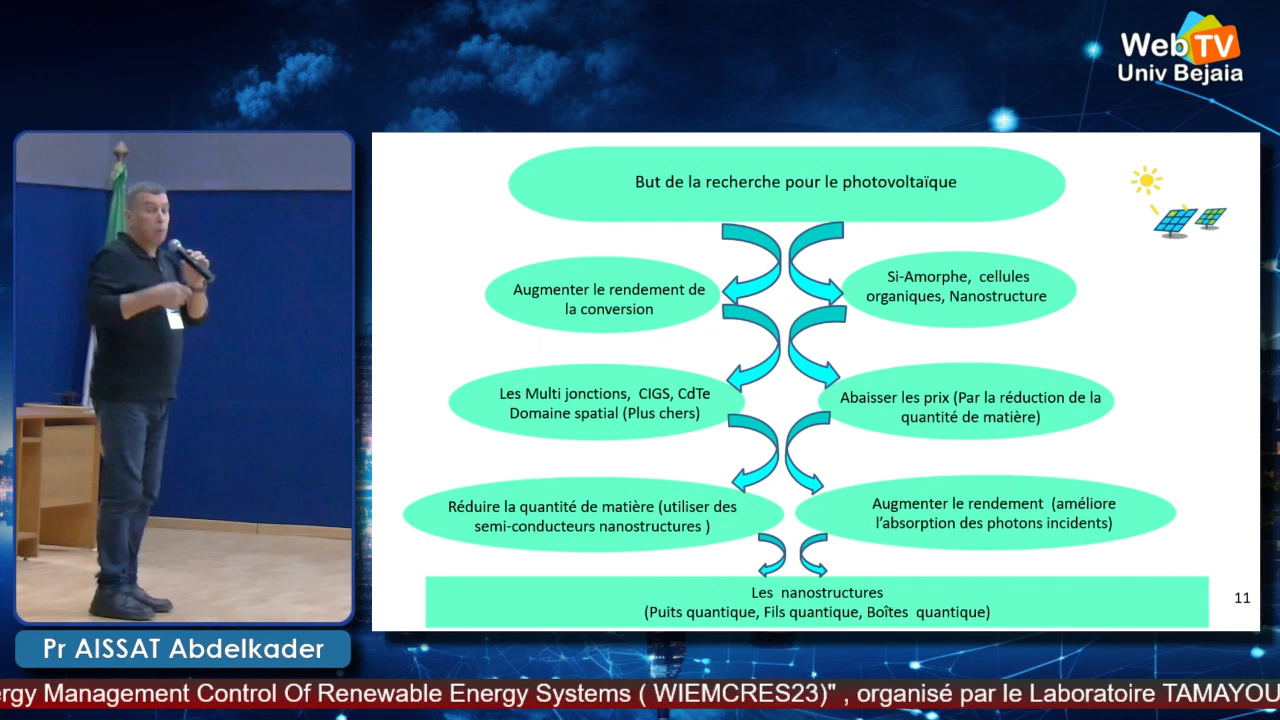 WebTV
Univ Bejaia
But de la recherche pour le photovoltaïque
Augmenter le rendement de
la conversion
Si-Amorphe, cellules
organiques, Nanostructure
Les Multi jonctions, CIGS, CdTe
Domaine spatial (Plus chers)
Abaisser les prix (Par la réduction de la
quantité de matière)
Réduire la quantité de matière (utiliser des
semi-conducteurs nanostructures )
Augmenter le rendement (améliore
l'absorption des photons incidents)
Les nanostructures
(Puits quantique, Fils quantique, Boîtes quantique)
11
Pr AISSAT Abdelkader
ergy Management Control Of Renewable Energy Systems ( WIEMCRES23)" , organisé par le Laboratoire TAMAYOU